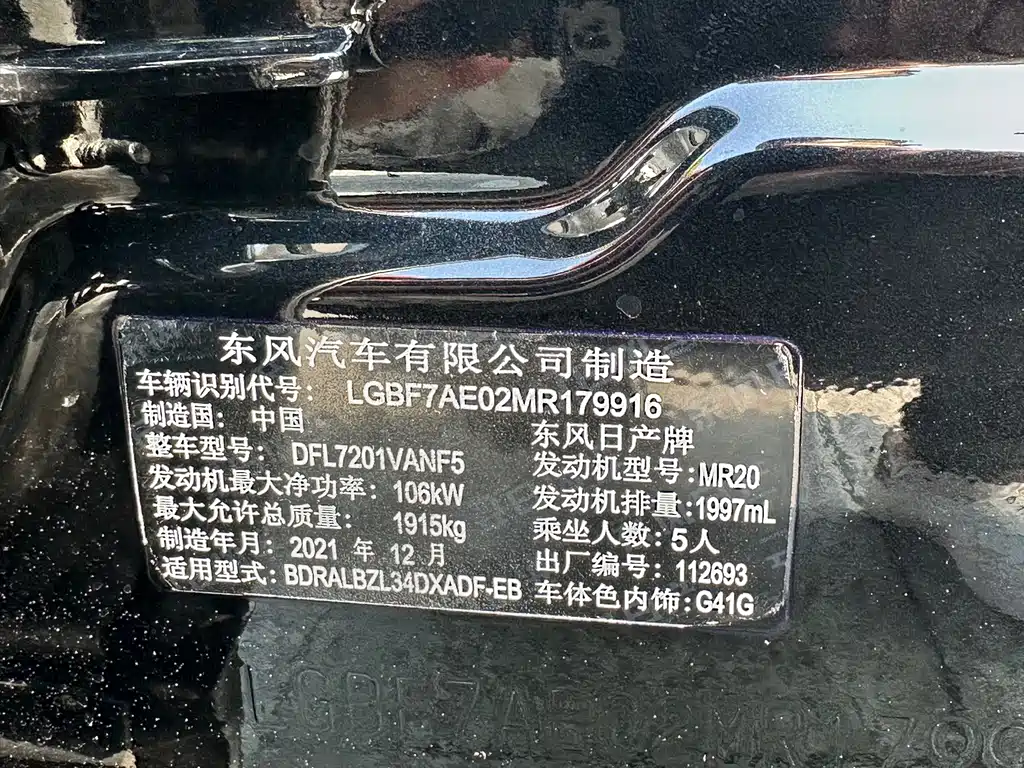 东风汽车有限公司制造
车辆识别代号: LGBF7AE02MR179916
制造国: 中国 东风日产牌
整车型号: DFL7201VANF5 发动机型号:MR20
发动机最大净功率: 106kW 发动机排量:1997mL
最大允许总质量: 1915kg 乘坐人数: 5人
制造年月: 2021 年 12 月 出厂编号: 112693
适用型式: BDRALBZL34DXADF-EB 车体色内饰:G41G
LGBF7AE02MR1799